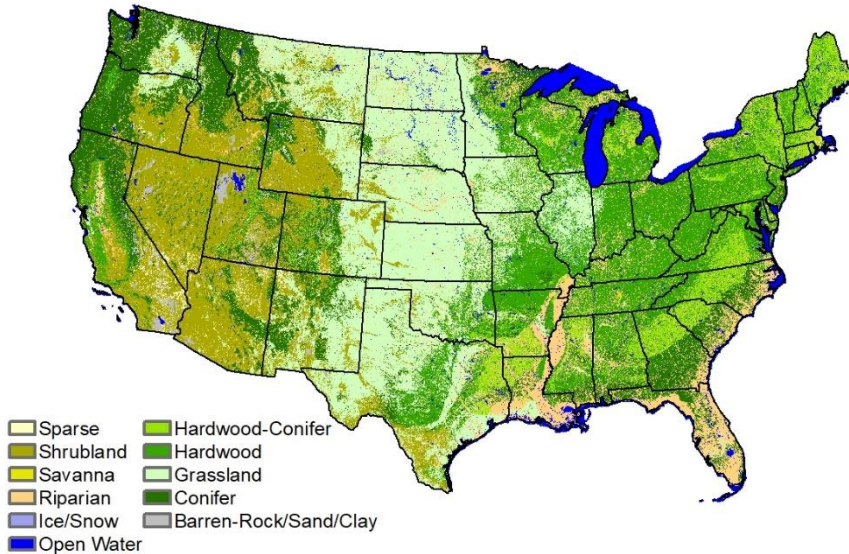 Sparse
Shrubland
Savanna
Riparian
Ice/Snow
Open Water
Hardwood-Conifer
Hardwood
Grassland
Conifer
Barren-Rock/Sand/Clay